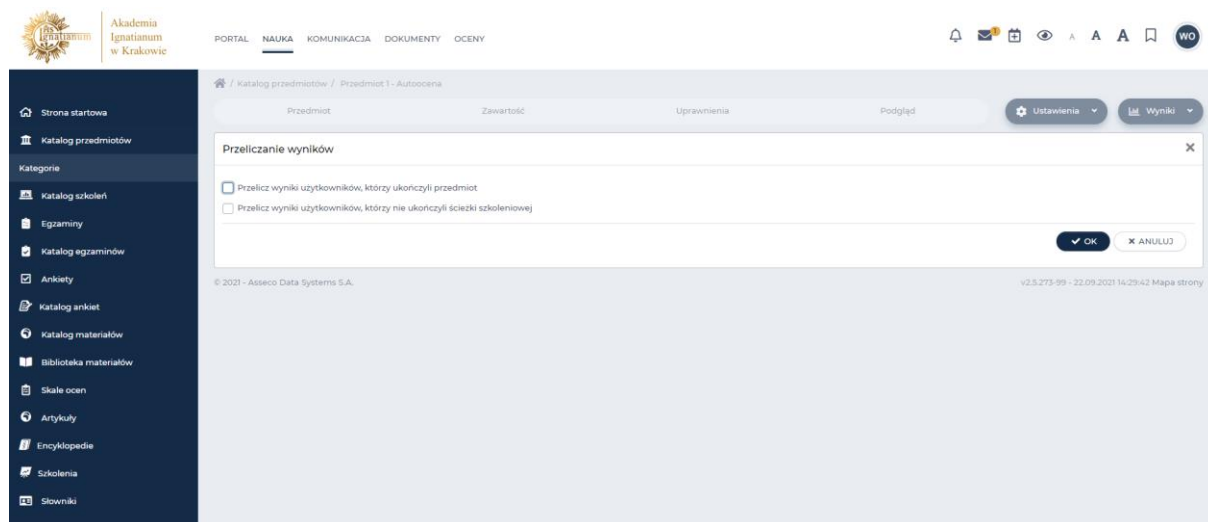 IHS
Ignatianum
Akademia
Ignatianum
w Krakowie
PORTAL NAUKA KOMUNIKACJA DOKUMENTY OCENY
1
A A A
WO
/ Katalog przedmiotów / Przedmiot 1 - Autoocena
Przedmiot Zawartość Uprawnienia Podgląd Ustawienia Wyniki
Strona startowa
Katalog przedmiotów
Kategorie
Katalog szkoleń
Egzaminy
Katalog egzaminów
Ankiety
Katalog ankiet
Katalog materiałów
Biblioteka materiałów
Skale ocen
Artykuły
Encyklopedie
Szkolenia
Słowniki
Przeliczanie wyników
Przelicz wyniki użytkowników, którzy ukończyli przedmiot
Przelicz wyniki użytkowników, którzy nie ukończyli ścieżki szkoleniowej
OK ANULUJ
© 2021 - Asseco Data Systems S.A. v2.5.273-99 - 22.09.2021 14:29:42 Mapa strony